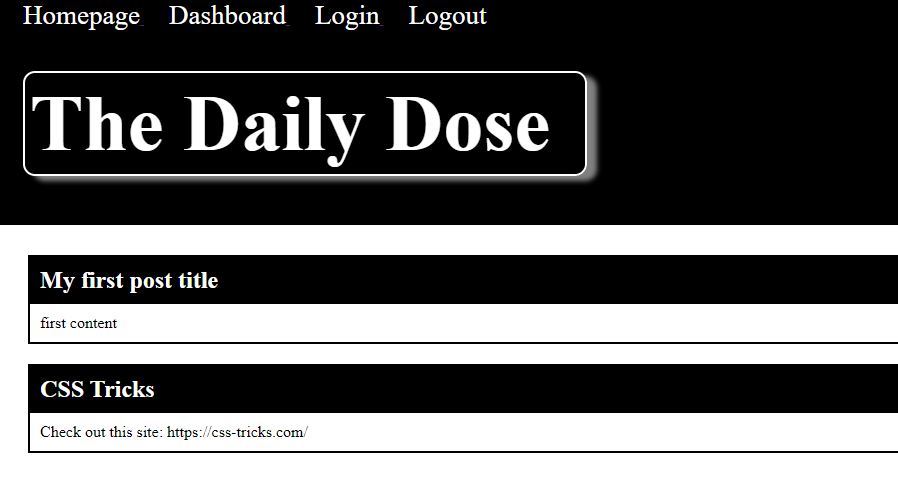 Homepage Dashboard Login Logout
The Daily Dose
My first post title
first content
CSS Tricks
Check out this site: https://css-tricks.com/